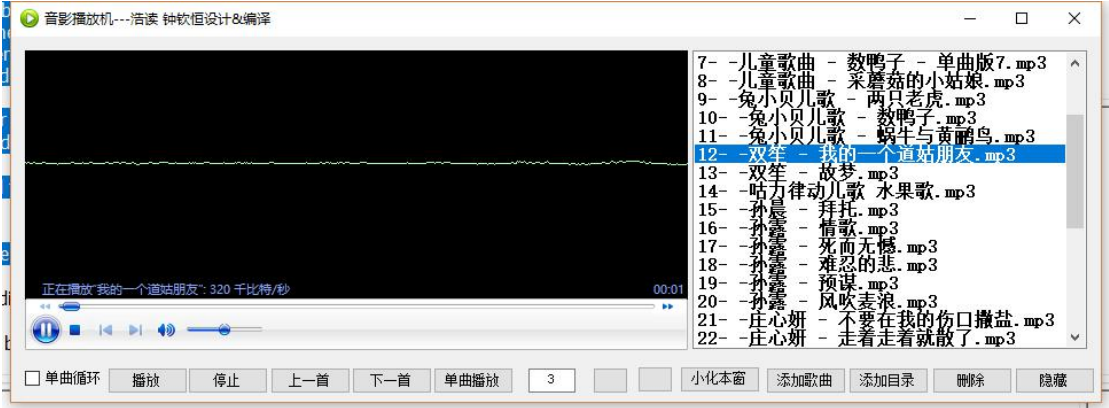 音影播放机---浩读 钟钦恒设计&编译
7- -儿童歌曲 - 数鸭子 - 单曲版7.mp3
8- -儿童歌曲 - 采蘑菇的小姑娘.mp3
9- -兔小贝儿歌 - 两只老虎.mp3
10- -兔小贝儿歌 - 数鸭子.mp3
11- -兔小贝儿歌 - 蜗牛与黄鹂鸟.mp3
12- -双笙 - 我的一个道姑朋友.mp3
13- -双笙 - 故梦.mp3
14- -咕力律动儿歌 水果歌.mp3
15- -孙晨 - 拜托.mp3
16- -孙露 - 情歌.mp3
17- -孙露 - 死而无憾.mp3
18- -孙露 - 难忍的悲.mp3
19- -孙露 - 预谋.mp3
20- -孙露 - 风吹麦浪.mp3
21- -庄心妍 - 不要在我的伤口撒盐.mp3
22- -庄心妍 - 走着走着就散了.mp3
正在播放"我的一个道姑朋友": 320 千比特/秒 00:01
单曲循环 播放 停止 上一首 下一首 单曲播放 3 小化本窗 添加歌曲 添加目录 删除 隐藏